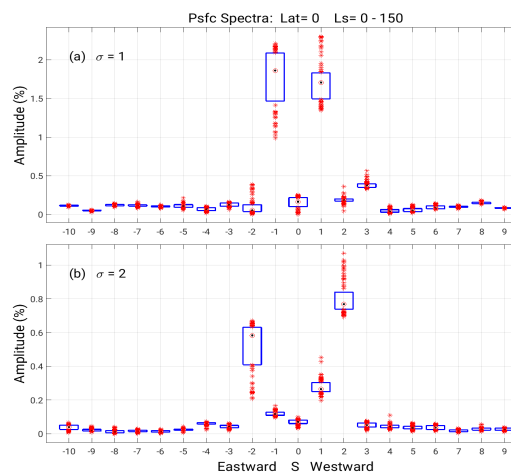 Psfc Spectra: Lat= 0 Ls= 0 - 150
(a) σ = 1
Amplitude (%)
2
1.5
1
0.5
0
-10 -9 -8 -7 -6 -5 -4 -3 -2 -1 0 1 2 3 4 5 6 7 8 9
(b) σ = 2
Amplitude (%)
1
0.8
0.6
0.4
0.2
0
-10 -9 -8 -7 -6 -5 -4 -3 -2 -1 0 1 2 3 4 5 6 7 8 9
Eastward S Westward